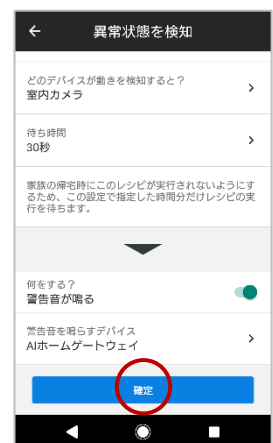 異常状態を検知
どのデバイスが動きを検知すると？
室内カメラ
待ち時間
30秒
家族の帰宅時にこのレシピが実行されないようにす
るため、この設定で指定した時間分だけレシピの実
行を待ちます。
何をする？
警告音が鳴る
警告音を鳴らすデバイス
AIホームゲートウェイ
確定